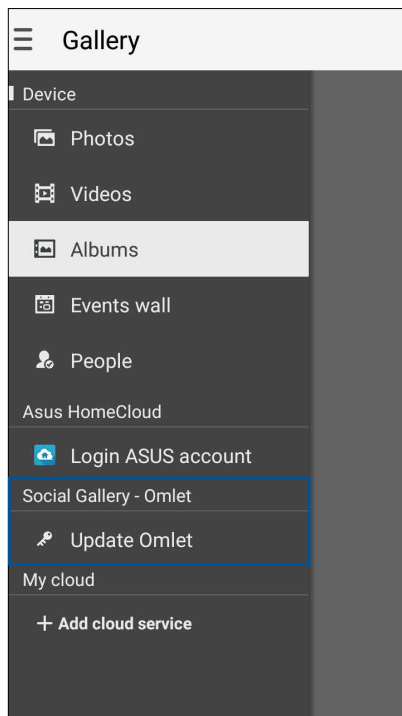 Gallery
Device
Photos
Videos
Albums
Events wall
People
Asus HomeCloud
Login ASUS account
Social Gallery - Omlet
Update Omlet
My cloud
+ Add cloud service